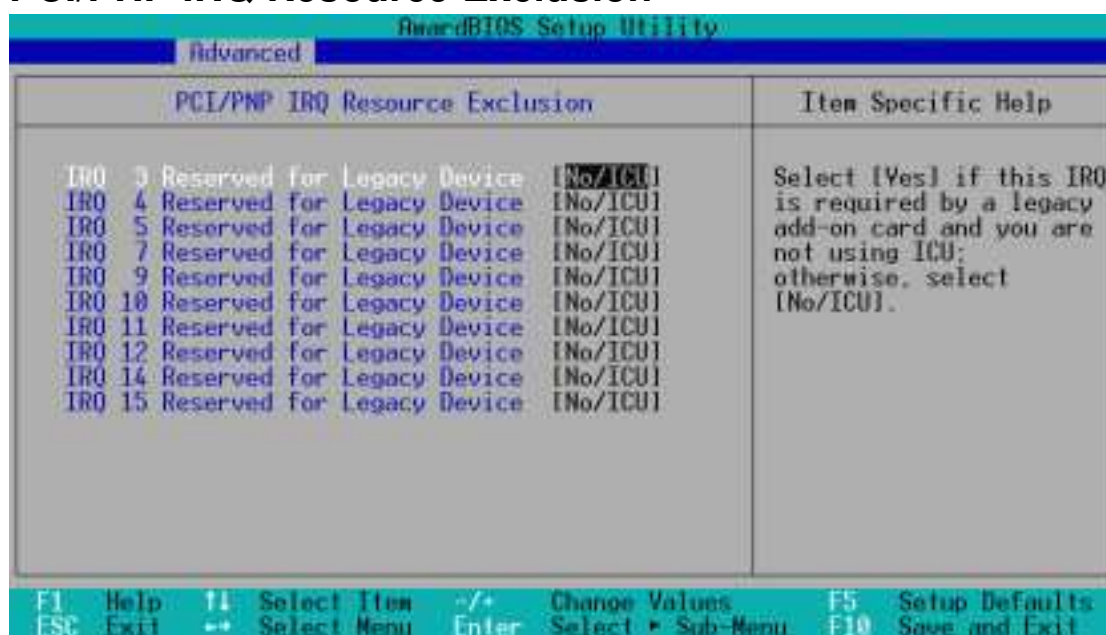 PCI/PNP IRQ Resource Exclusion
AwardBIOS Setup Utility
Advanced
PCI/PNP IRQ Resource Exclusion
Item Specific Help
IRQ 3 Reserved for Legacy Device [No/ICU]
IRQ 4 Reserved for Legacy Device [No/ICU]
IRQ 5 Reserved for Legacy Device [No/ICU]
IRQ 7 Reserved for Legacy Device [No/ICU]
IRQ 9 Reserved for Legacy Device [No/ICU]
IRQ 10 Reserved for Legacy Device [No/ICU]
IRQ 11 Reserved for Legacy Device [No/ICU]
IRQ 12 Reserved for Legacy Device [No/ICU]
IRQ 14 Reserved for Legacy Device [No/ICU]
IRQ 15 Reserved for Legacy Device [No/ICU]
Select [Yes] if this IRQ
is required by a legacy
add-on card and you are
not using ICU;
otherwise, select
[No/ICU].
F1 Help ↑↓ Select Item -/+ Change Values F5 Setup Defaults
ESC Exit ←→ Select Menu Enter Select ► Sub-Menu F10 Save and Exit